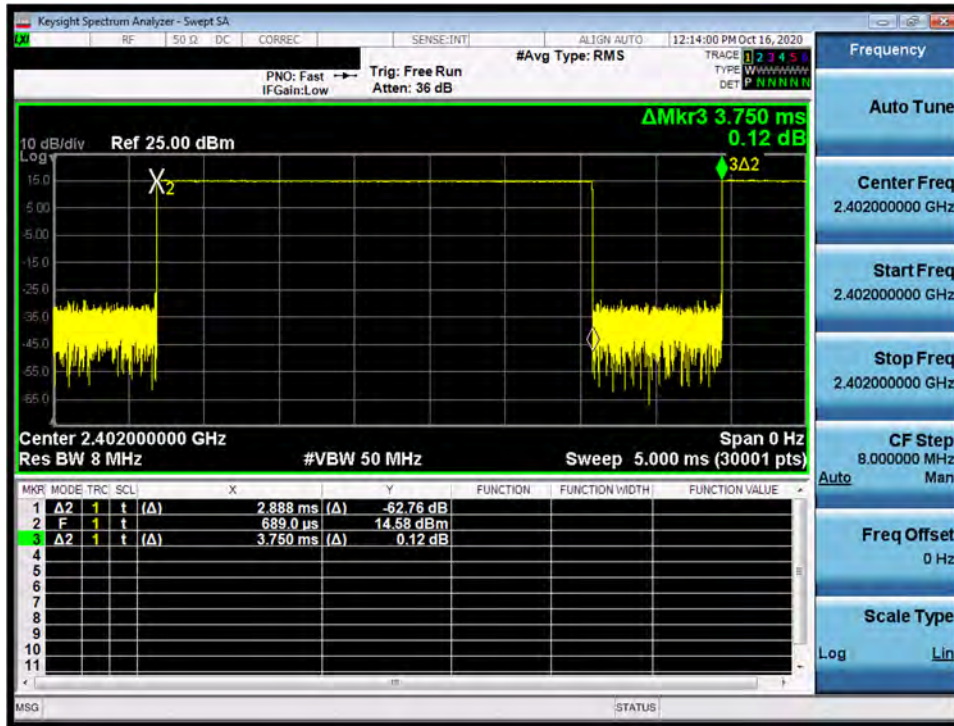 Keysight Spectrum Analyzer - Swept SA
LXI RF 50 Ω DC CORREC SENSE:INT ALIGN AUTO 12:14:00 PM Oct 16, 2020
#Avg Type: RMS
TRACE 1 2 3 4 5 6
PNO: Fast Trig: Free Run
TYPE W W W W W W
IFGain:Low Atten: 36 dB
DET P N N N N N
ΔMkr3 3.750 ms
0.12 dB
10 dB/div Ref 25.00 dBm
Log
15.0
5.00
-5.00
-15.0
-25.0
-35.0
-45.0
-55.0
-65.0
2
3Δ2
Center 2.402000000 GHz Span 0 Hz
Res BW 8 MHz #VBW 50 MHz Sweep 5.000 ms (30001 pts)
MKR MODE TRC SCL X Y FUNCTION FUNCTION WIDTH FUNCTION VALUE
1 Δ2 1 t (Δ) 2.888 ms (Δ) -62.76 dB
2 F 1 t 689.0 µs 14.58 dBm
3 Δ2 1 t (Δ) 3.750 ms (Δ) 0.12 dB
4
5
6
7
8
9
10
11
MSG STATUS
Frequency
Auto Tune
Center Freq
2.402000000 GHz
Start Freq
2.402000000 GHz
Stop Freq
2.402000000 GHz
CF Step
8.000000 MHz
Auto Man
Freq Offset
0 Hz
Scale Type
Log Lin